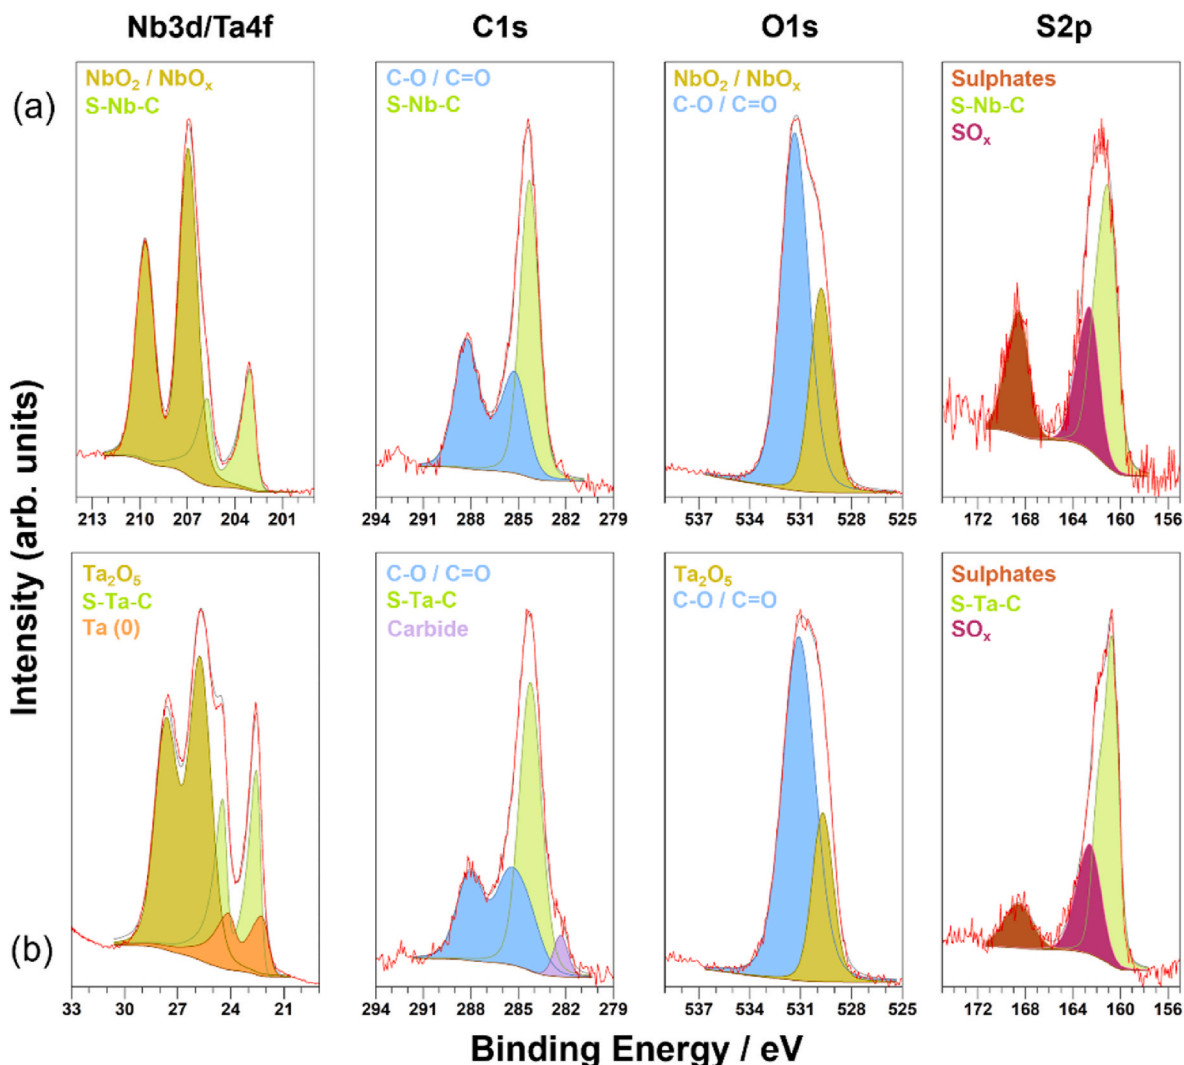 Nb3d/Ta4f C1s O1s S2p
(a)
NbO₂ / NbOₓ
S-Nb-C
C-O / C=O
S-Nb-C
NbO₂ / NbOₓ
C-O / C=O
Sulphates
S-Nb-C
SOₓ
213 210 207 203 201
294 291 288 285 282 279
537 534 531 528 525
172 168 164 160 156
Intensity (arb. units)
(b)
Ta₂O₅
S-Ta-C
Ta (0)
C-O / C=O
S-Ta-C
Carbide
Ta₂O₅
C-O / C=O
Sulphates
S-Ta-C
SOₓ
33 30 27 24 21
294 291 288 285 282 279
537 534 531 528 525
172 168 164 160 156
Binding Energy / eV